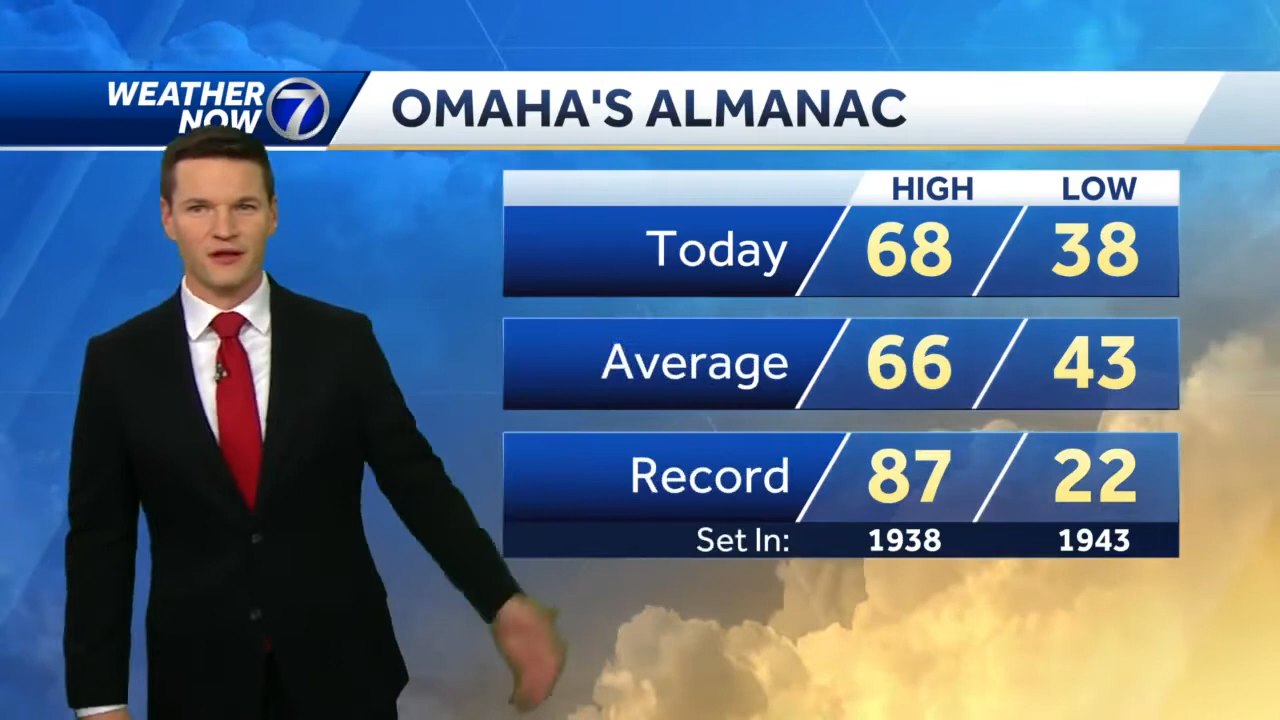 WEATHER
NOW 7
OMAHA'S ALMANAC
HIGH LOW
Today 68 38
Average 66 43
Record 87 22
Set In: 1938 1943